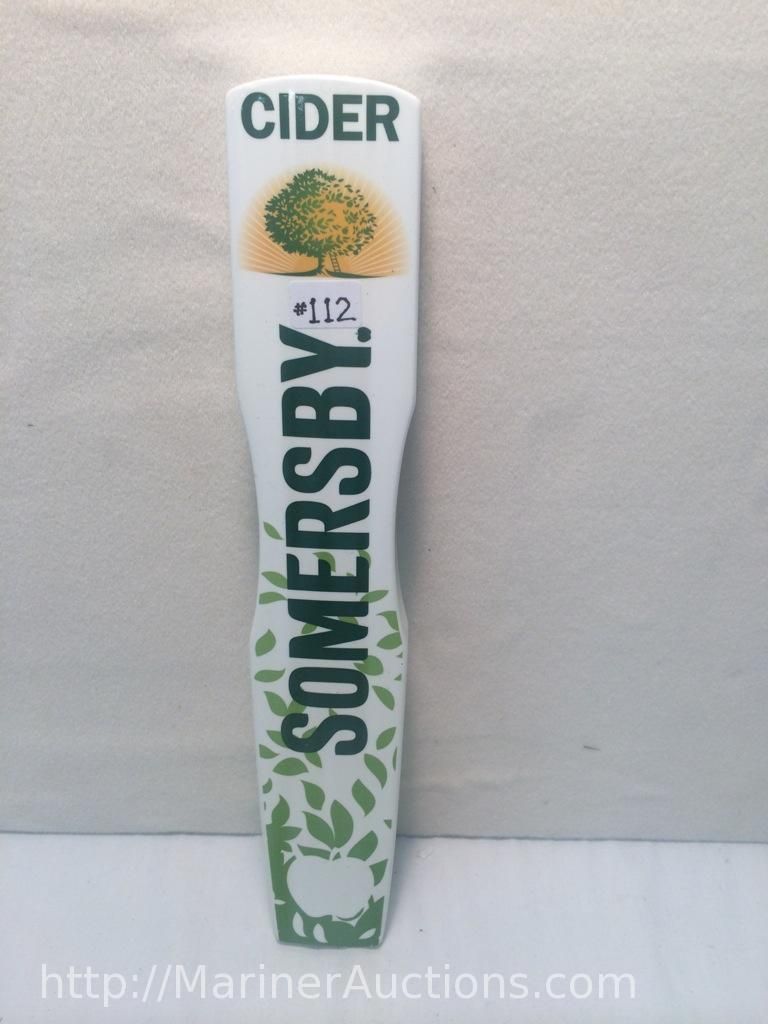 CIDER
#112
SOMERSBY.
http://MarinerAuctions.com